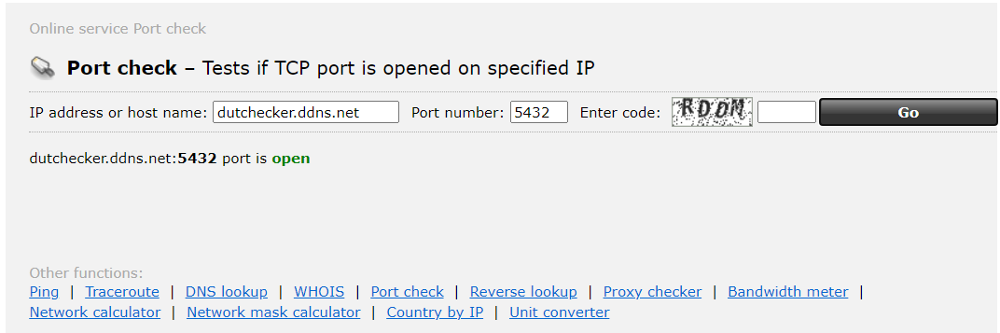 Online service Port check
Port check – Tests if TCP port is opened on specified IP
IP address or host name: dutchecker.ddns.net Port number: 5432 Enter code: RDDM Go
dutchecker.ddns.net:5432 port is open
Other functions:
Ping | Traceroute | DNS lookup | WHOIS | Port check | Reverse lookup | Proxy checker | Bandwidth meter |
Network calculator | Network mask calculator | Country by IP | Unit converter